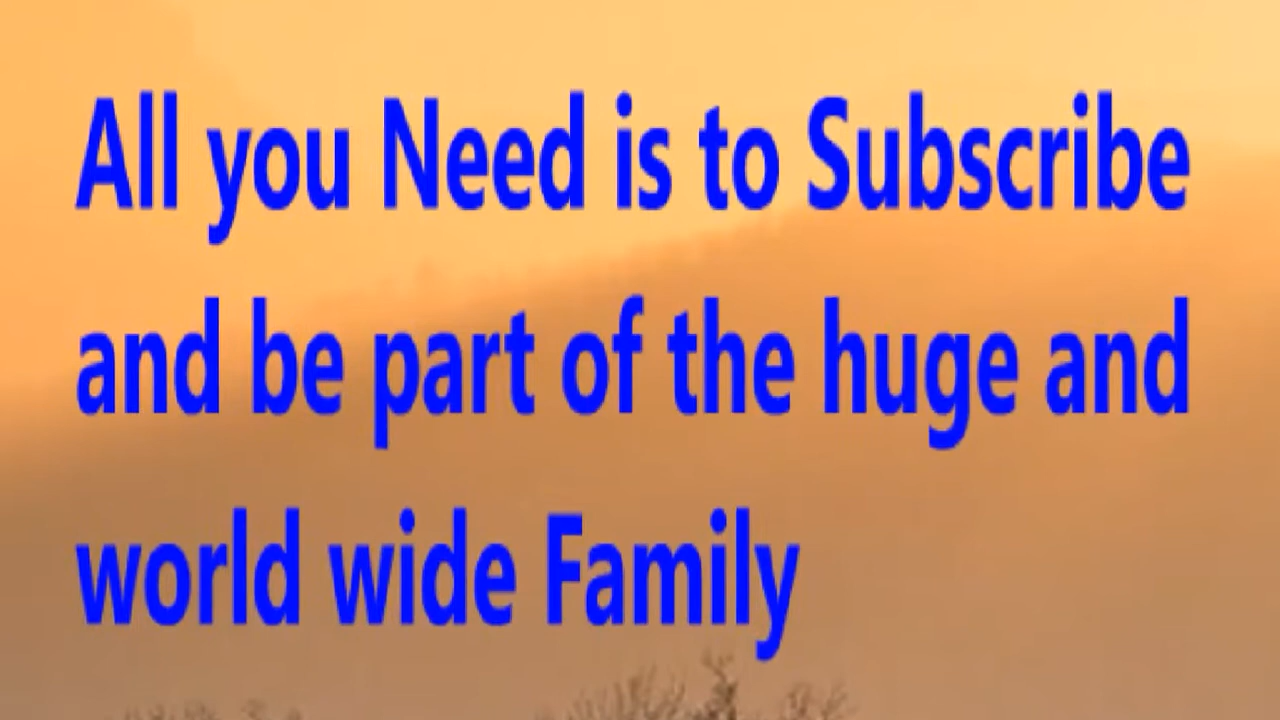 All you Need is to Subscribe
and be part of the huge and
world wide Family